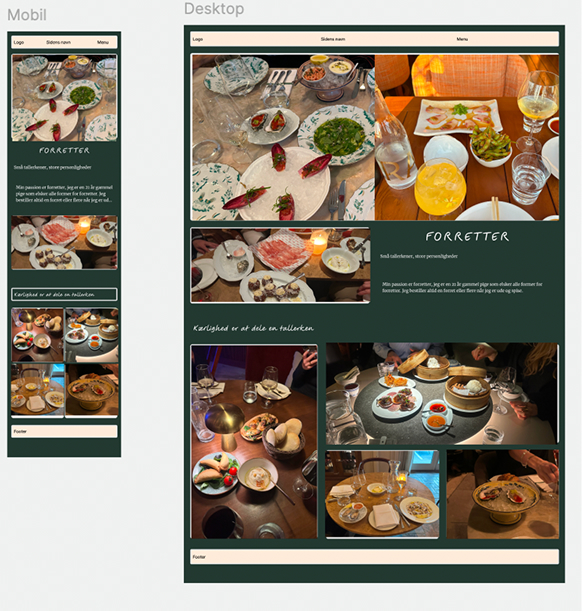 Mobil
Logo
Sidens navn
Menu
FORRETTER
Små tallerkener, store personligheder
Min passion er forretter, jeg er en 21 år gammel
pige som elsker alle former for forretter. Jeg
bestiller altid en forret eller flere når jeg er ud...
Kærlighed er at dele en tallerken
Footer
Desktop
Logo
Sidens navn
Menu
FORRETTER
Små tallerkener, store personligheder
Min passion er forretter, jeg er en 21 år gammel pige som elsker alle former for
forretter. Jeg bestiller altid en forret eller flere når jeg er ude og spise.
Kærlighed er at dele en tallerken
Footer